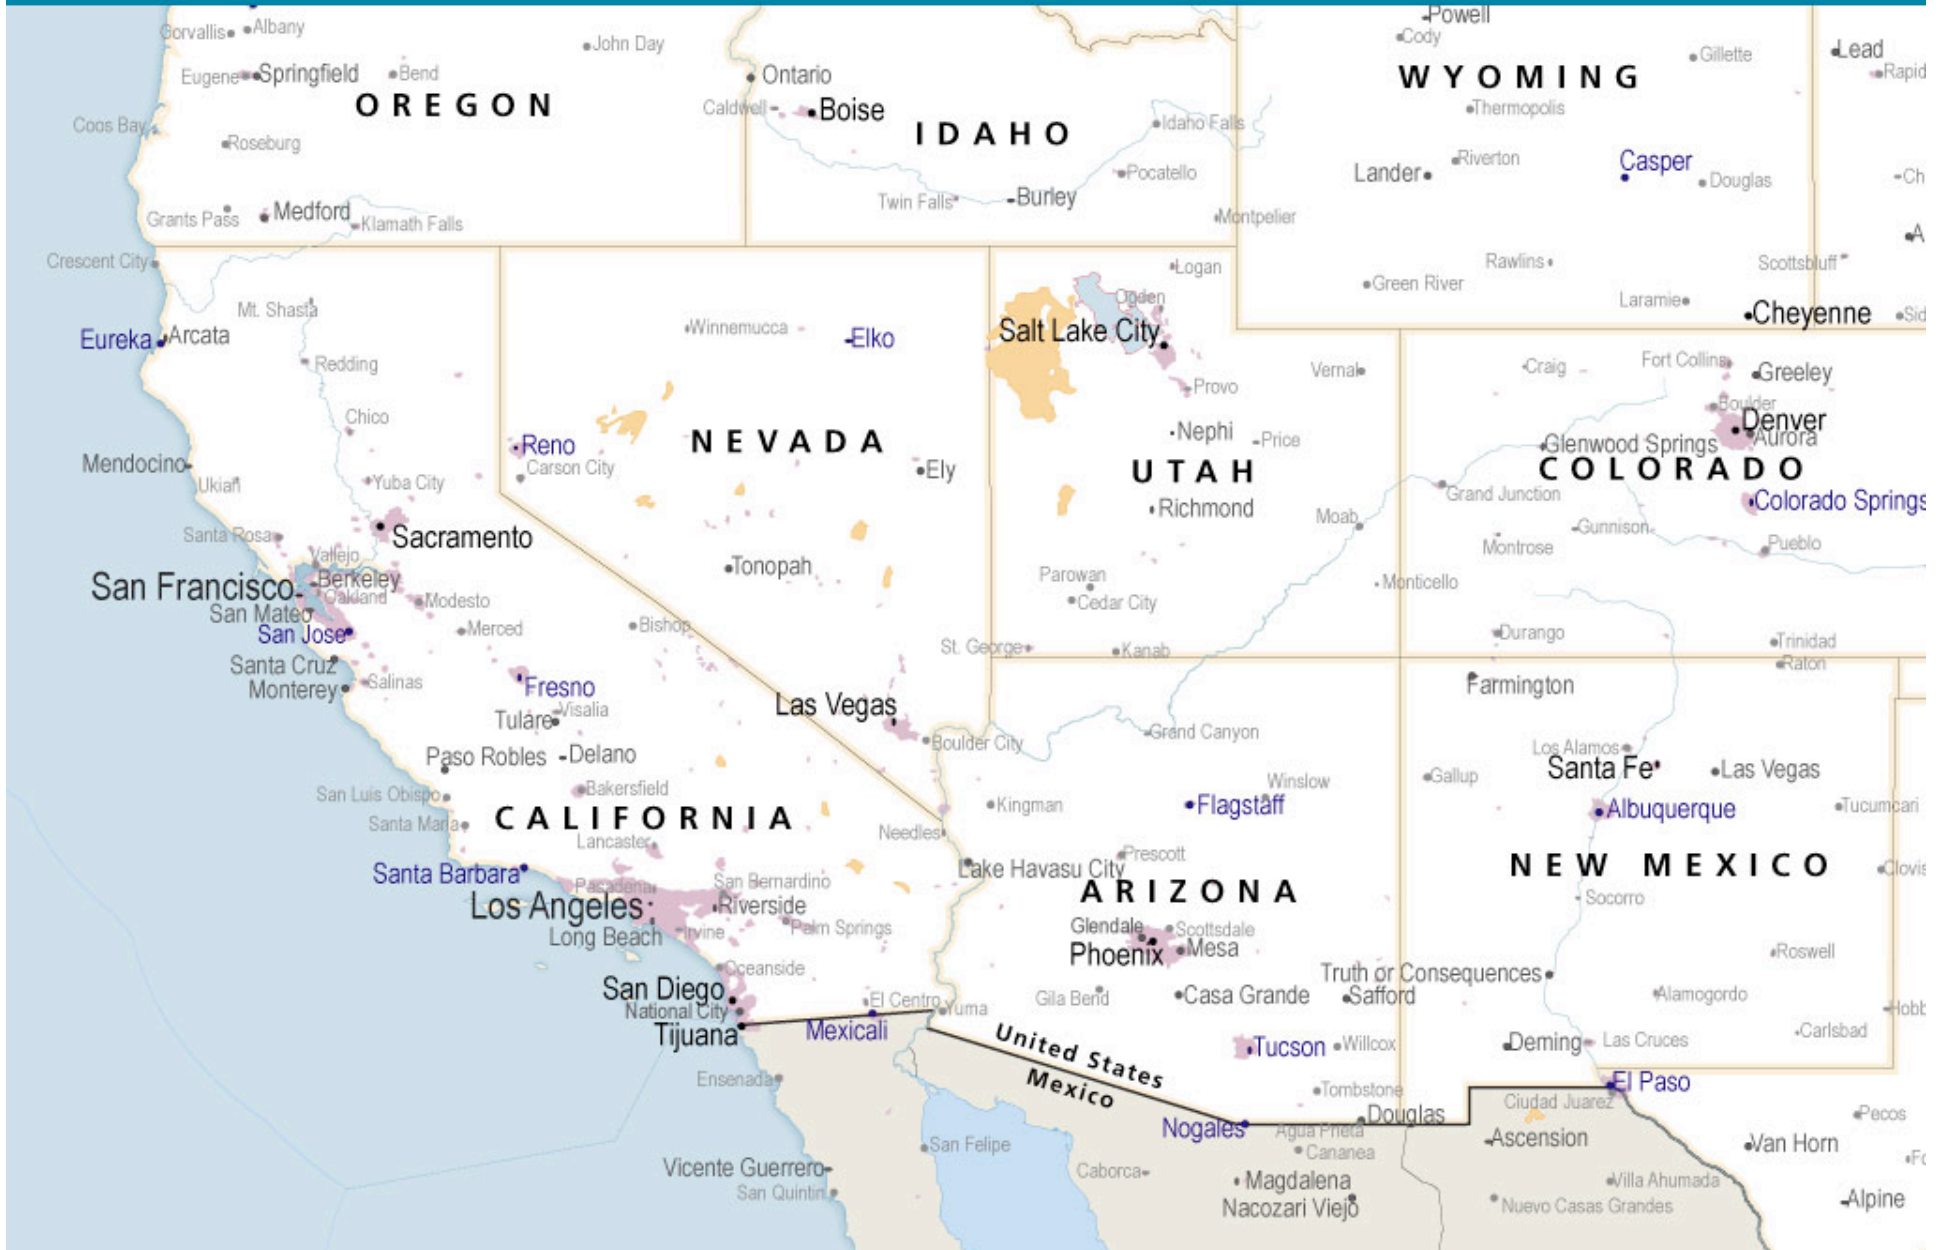 Powell
Corvallis
Albany
John Day
Cody
Gillette
Lead
Rapid
Eugene
Springfield
Bend
Ontario
WYOMING
OREGON
Caldwell
Boise
Thermopolis
Coos Bay
IDAHO
Idaho Falls
Roseburg
Riverton
Casper
Lander
Pocatello
Douglas
Ch
Twin Falls
Burley
Grants Pass
Medford
Klamath Falls
Montpelier
A
Crescent City
Logan
Rawlins
Scottsbluff
Green River
Mt. Shasta
Ogden
Laramie
Cheyenne
Sid
Eureka
Arcata
Winnemucca
Elko
Salt Lake City
Redding
Vernal
Craig
Fort Collins
Greeley
Provo
Chico
Boulder
Denver
Reno
NEVADA
Nephi
Price
Glenwood Springs
Aurora
Mendocino
Carson City
Ely
UTAH
COLORADO
Ukiah
Yuba City
Grand Junction
Colorado Springs
Richmond
Santa Rosa
Sacramento
Moab
Gunnison
Montrose
Pueblo
Vallejo
Tonopah
San Francisco
Berkeley
Oakland
Parowan
Monticello
San Mateo
Modesto
Cedar City
San Jose
Merced
Bishop
Durango
Trinidad
St. George
Kanab
Santa Cruz
Raton
Monterey
Salinas
Fresno
Farmington
Las Vegas
Tulare
Visalia
Boulder City
Grand Canyon
Paso Robles
Delano
Los Alamos
Santa Fe
Las Vegas
San Luis Obispo
Bakersfield
Winslow
Gallup
Kingman
Flagstaff
Albuquerque
Tucumcari
Santa Maria
CALIFORNIA
Needles
Lancaster
Prescott
Santa Barbara
Lake Havasu City
NEW MEXICO
Clovis
Pasadena
San Bernardino
ARIZONA
Los Angeles
Riverside
Socorro
Long Beach
Irvine
Palm Springs
Glendale
Scottsdale
Phoenix
Mesa
Roswell
Oceanside
Truth or Consequences
San Diego
El Centro
Gila Bend
Casa Grande
Safford
Alamogordo
National City
Yuma
Hobb
Tijuana
Mexicali
United States
Tucson
Willcox
Deming
Las Cruces
Carlsbad
Ensenada
Mexico
Tombstone
El Paso
Ciudad Juarez
Douglas
Pecos
Nogales
Agua Prieta
San Felipe
Cananea
Ascension
Van Horn
Fo
Vicente Guerrero
Caborca
San Quintin
Magdalena
Villa Ahumada
Nacozari Viejo
Nuevo Casas Grandes
Alpine